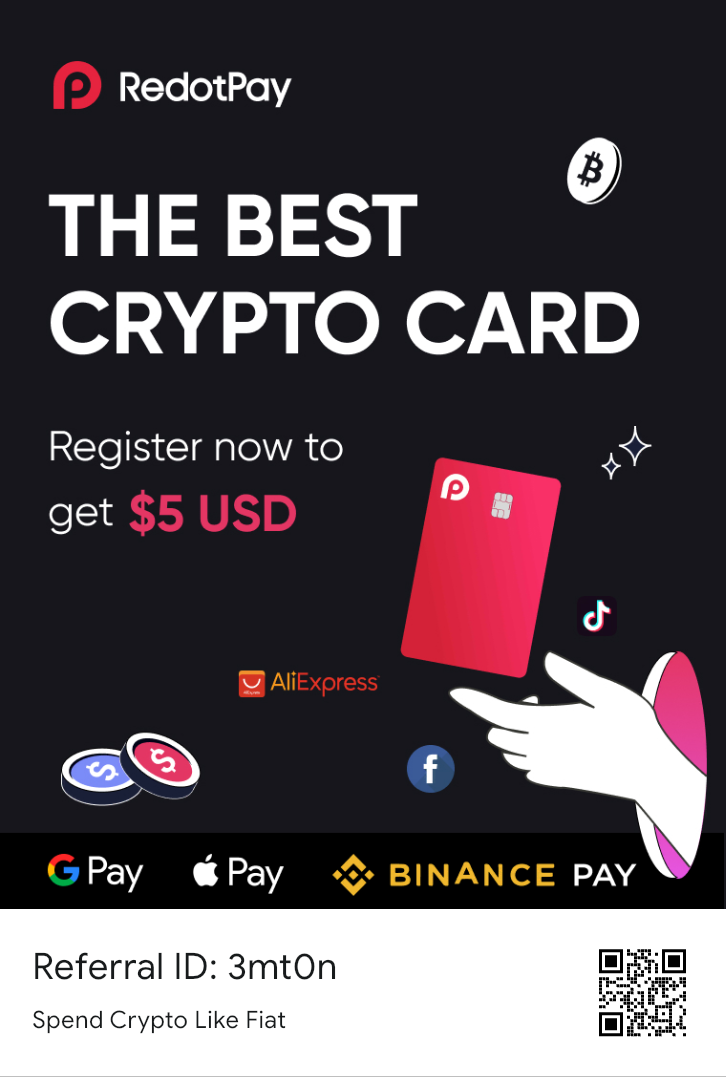 RedotPay
THE BEST
CRYPTO CARD
Register now to
get $5 USD
AliExpress
G Pay
Pay
BINANCE PAY
Referral ID: 3mt0n
Spend Crypto Like Fiat